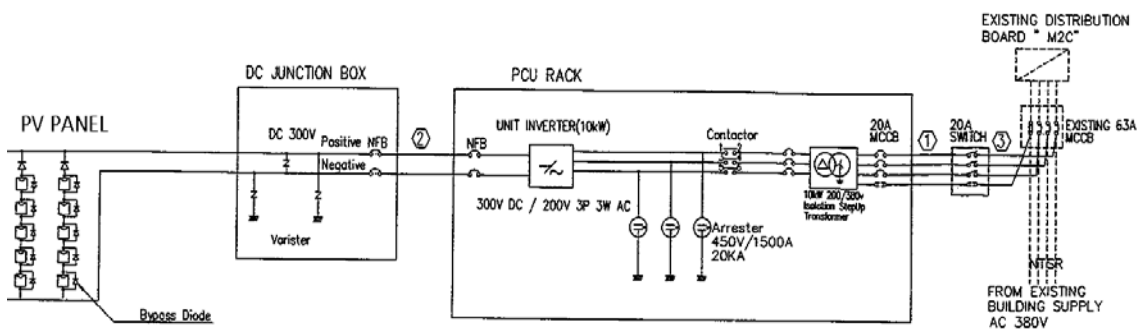 EXISTING DISTRIBUTION
BOARD " M2C"
DC JUNCTION BOX
PCU RACK
PV PANEL
DC 300V
Positive
NFB
②
Negative
NFB
UNIT INVERTER(10kW)
Contactor
20A
MCCB
①
20A
SWITCH
③
EXISTING 63A
MCCB
300V DC / 200V 3P 3W AC
10kW 200/380v
Isolation StepUp
Transformer
Varister
Arrester
450V/1500A
20KA
NTSR
Bypass Diode
FROM EXISTING
BUILDING SUPPLY
AC 380V